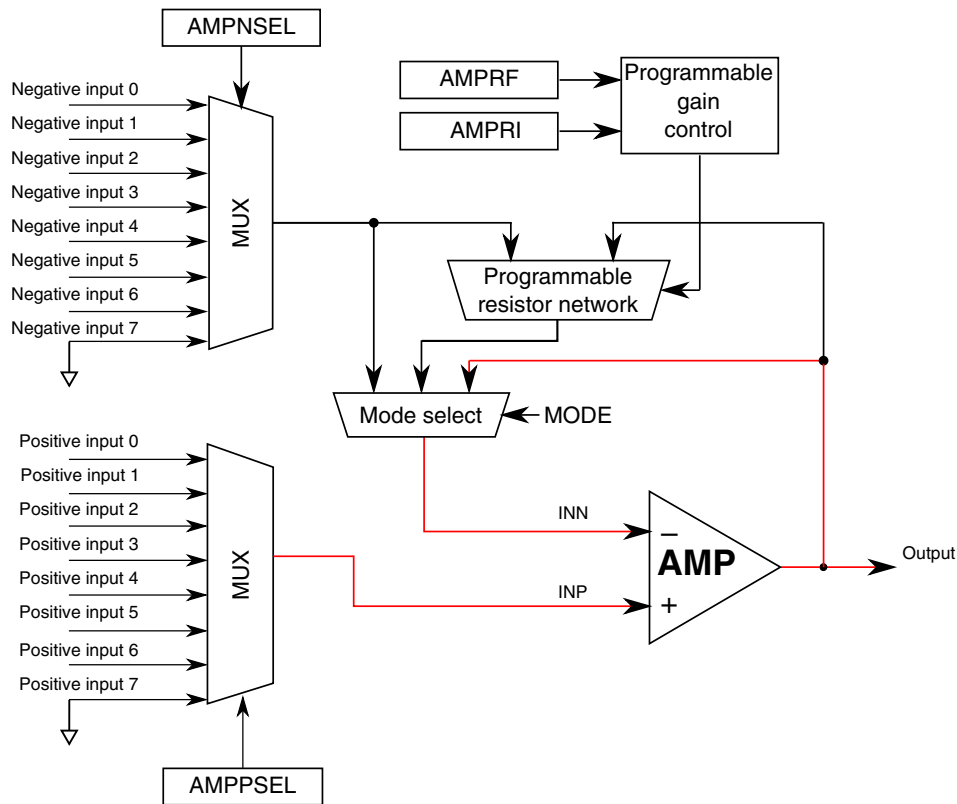 AMPNSEL
Negative input 0
Negative input 1
Negative input 2
Negative input 3
Negative input 4
Negative input 5
Negative input 6
Negative input 7
MUX
AMPRF
AMPRI
Programmable
gain
control
Programmable
resistor network
Mode select
MODE
Positive input 0
Positive input 1
Positive input 2
Positive input 3
Positive input 4
Positive input 5
Positive input 6
Positive input 7
MUX
INN
INP
−
AMP
+
Output
AMPPSEL